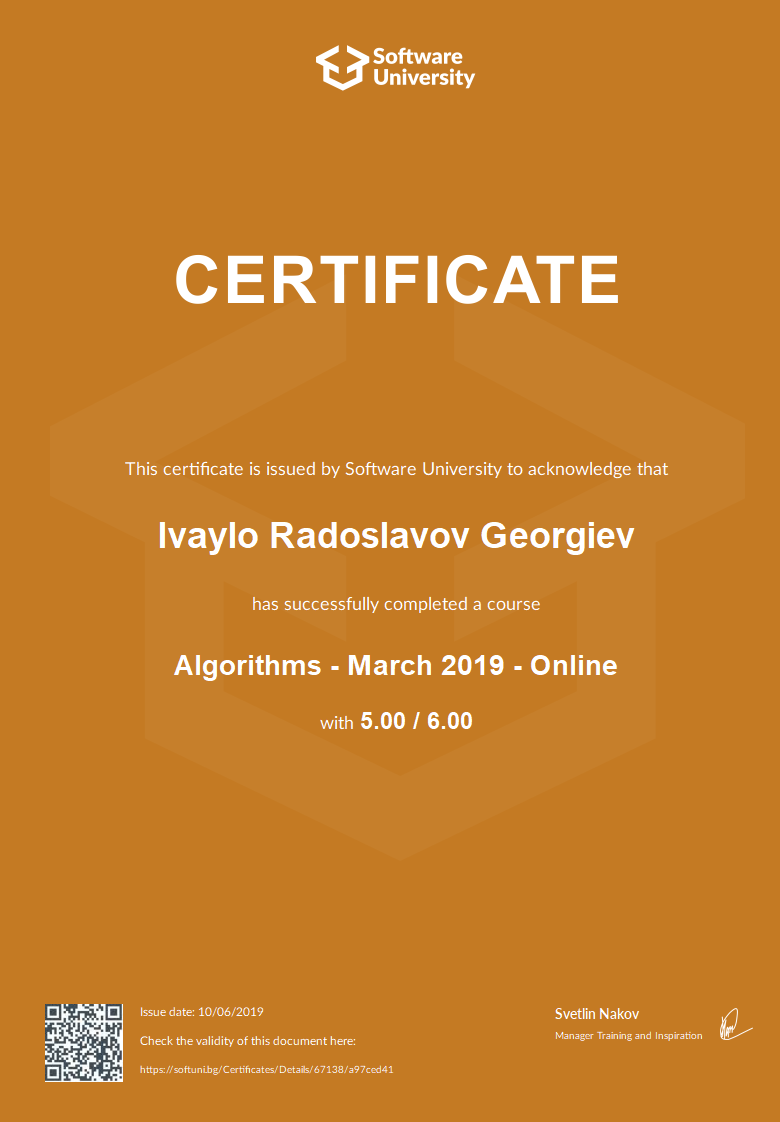 Software
University
CERTIFICATE
This certificate is issued by Software University to acknowledge that
Ivaylo Radoslavov Georgiev
has successfully completed a course
Algorithms - March 2019 - Online
with 5.00 / 6.00
Issue date: 10/06/2019
Check the validity of this document here:
https://softuni.bg/Certificates/Details/67138/a97ced41
Svetlin Nakov
Manager Training and Inspiration